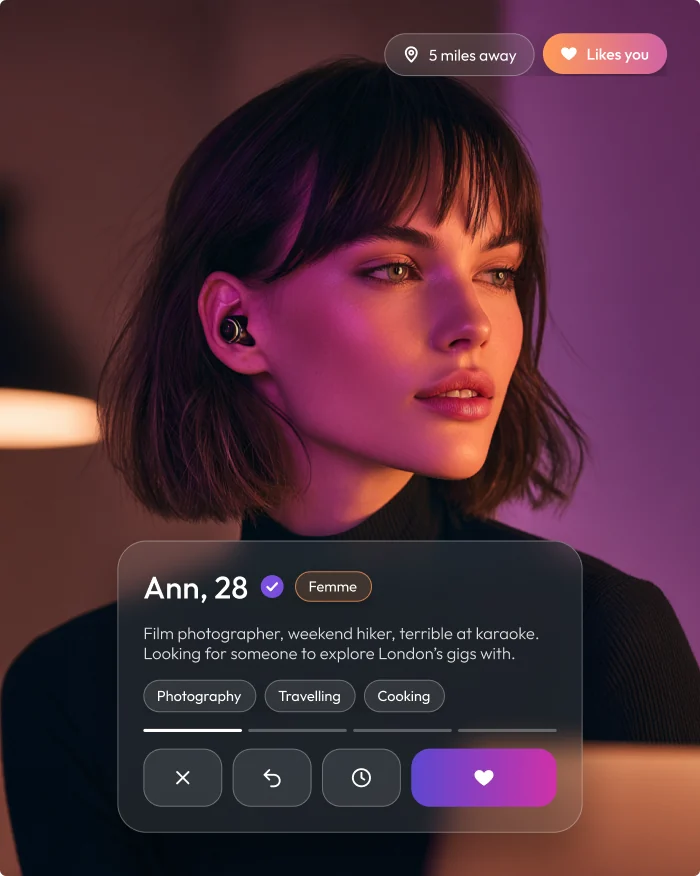 5 miles away
Likes you
Ann, 28
Femme
Film photographer, weekend hiker, terrible at karaoke.
Looking for someone to explore London’s gigs with.
Photography
Travelling
Cooking